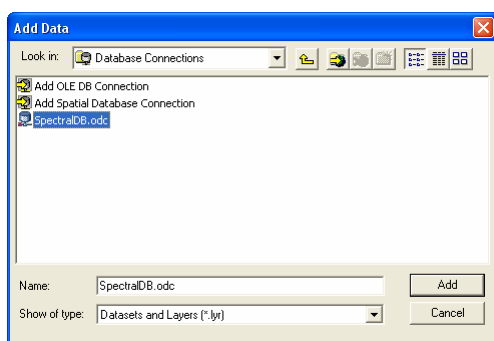 Add Data
Look in: Database Connections
Add OLE DB Connection
Add Spatial Database Connection
SpectralDB.odc
Name: SpectralDB.odc Add
Show of type: Datasets and Layers (*.lyr) Cancel